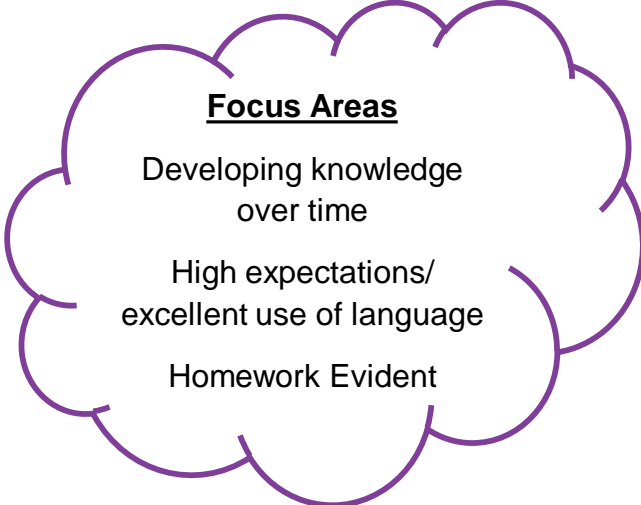 Focus Areas
Developing knowledge
over time
High expectations/
excellent use of language
Homework Evident